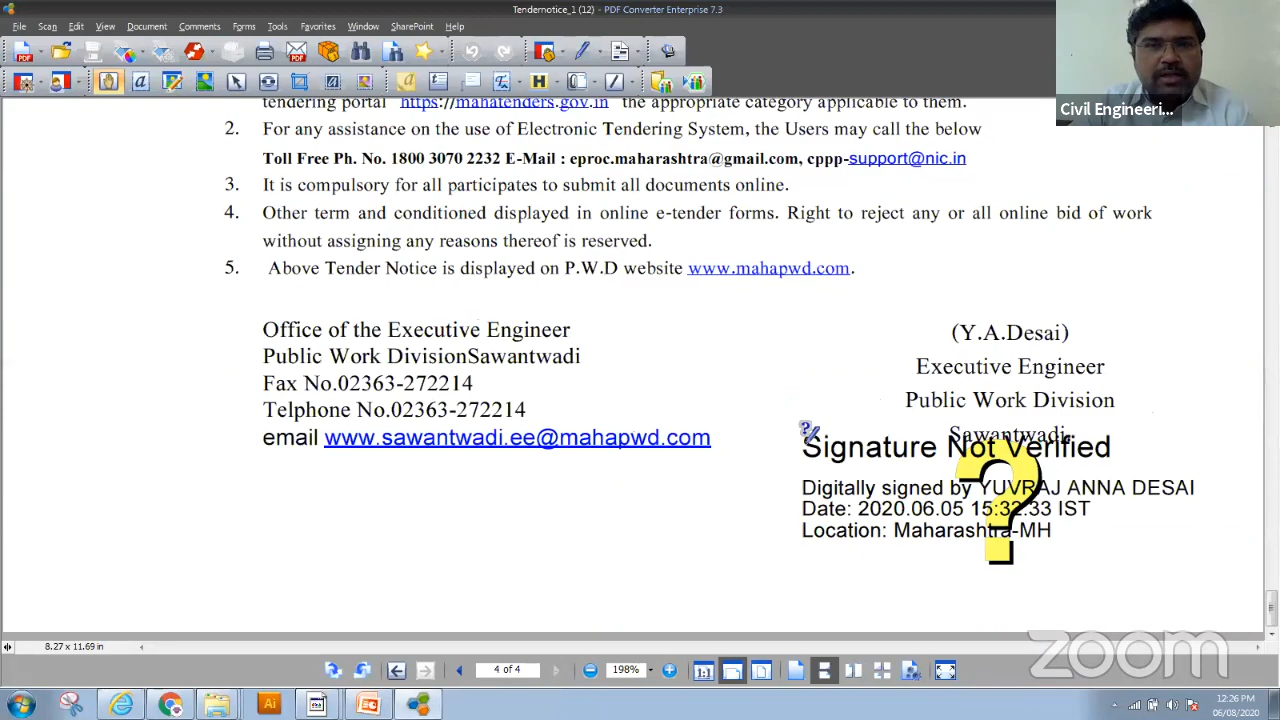 Tendernotice_1 (12) - PDF Converter Enterprise 7.3
File Edit View Document Comments Forms Tools Favorites Window SharePoint Help
Civil Engineeri...
tendering portal https://mahatenders.gov.in the appropriate category applicable to them.
2. For any assistance on the use of Electronic Tendering System, the Users may call the below
Toll Free Ph. No. 1800 3070 2232 E-Mail : eproc.maharashtra@gmail.com, cppp-support@nic.in
3. It is compulsory for all participates to submit all documents online.
4. Other term and conditioned displayed in online e-tender forms. Right to reject any or all online bid of work
without assigning any reasons thereof is reserved.
5. Above Tender Notice is displayed on P.W.D website www.mahapwd.com.
Office of the Executive Engineer
Public Work DivisionSawantwadi
Fax No.02363-272214
Telphone No.02363-272214
email www.sawantwadi.ee@mahapwd.com
(Y.A.Desai)
Executive Engineer
Public Work Division
Sawantwadi.
Signature Not Verified
Digitally signed by YUVRAJ ANNA DESAI
Date: 2020.06.05 15:32:33 IST
Location: Maharashtra-MH
?
8.27 x 11.69 in
4 of 4
198%
zoom
12:26 PM
06/08/2020